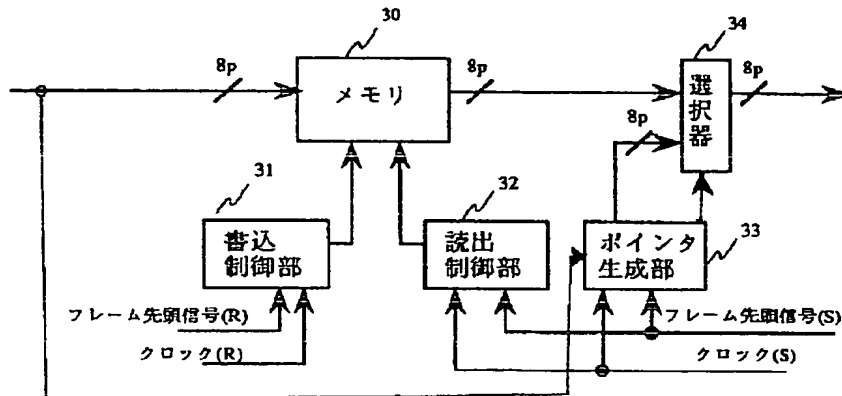 30
34
8p
メモリ
8p
選択器
8p
8p
31
書込
制御部
32
読出
制御部
ポインタ
生成部
33
フレーム先頭信号(R)
クロック(R)
フレーム先頭信号(S)
クロック(S)